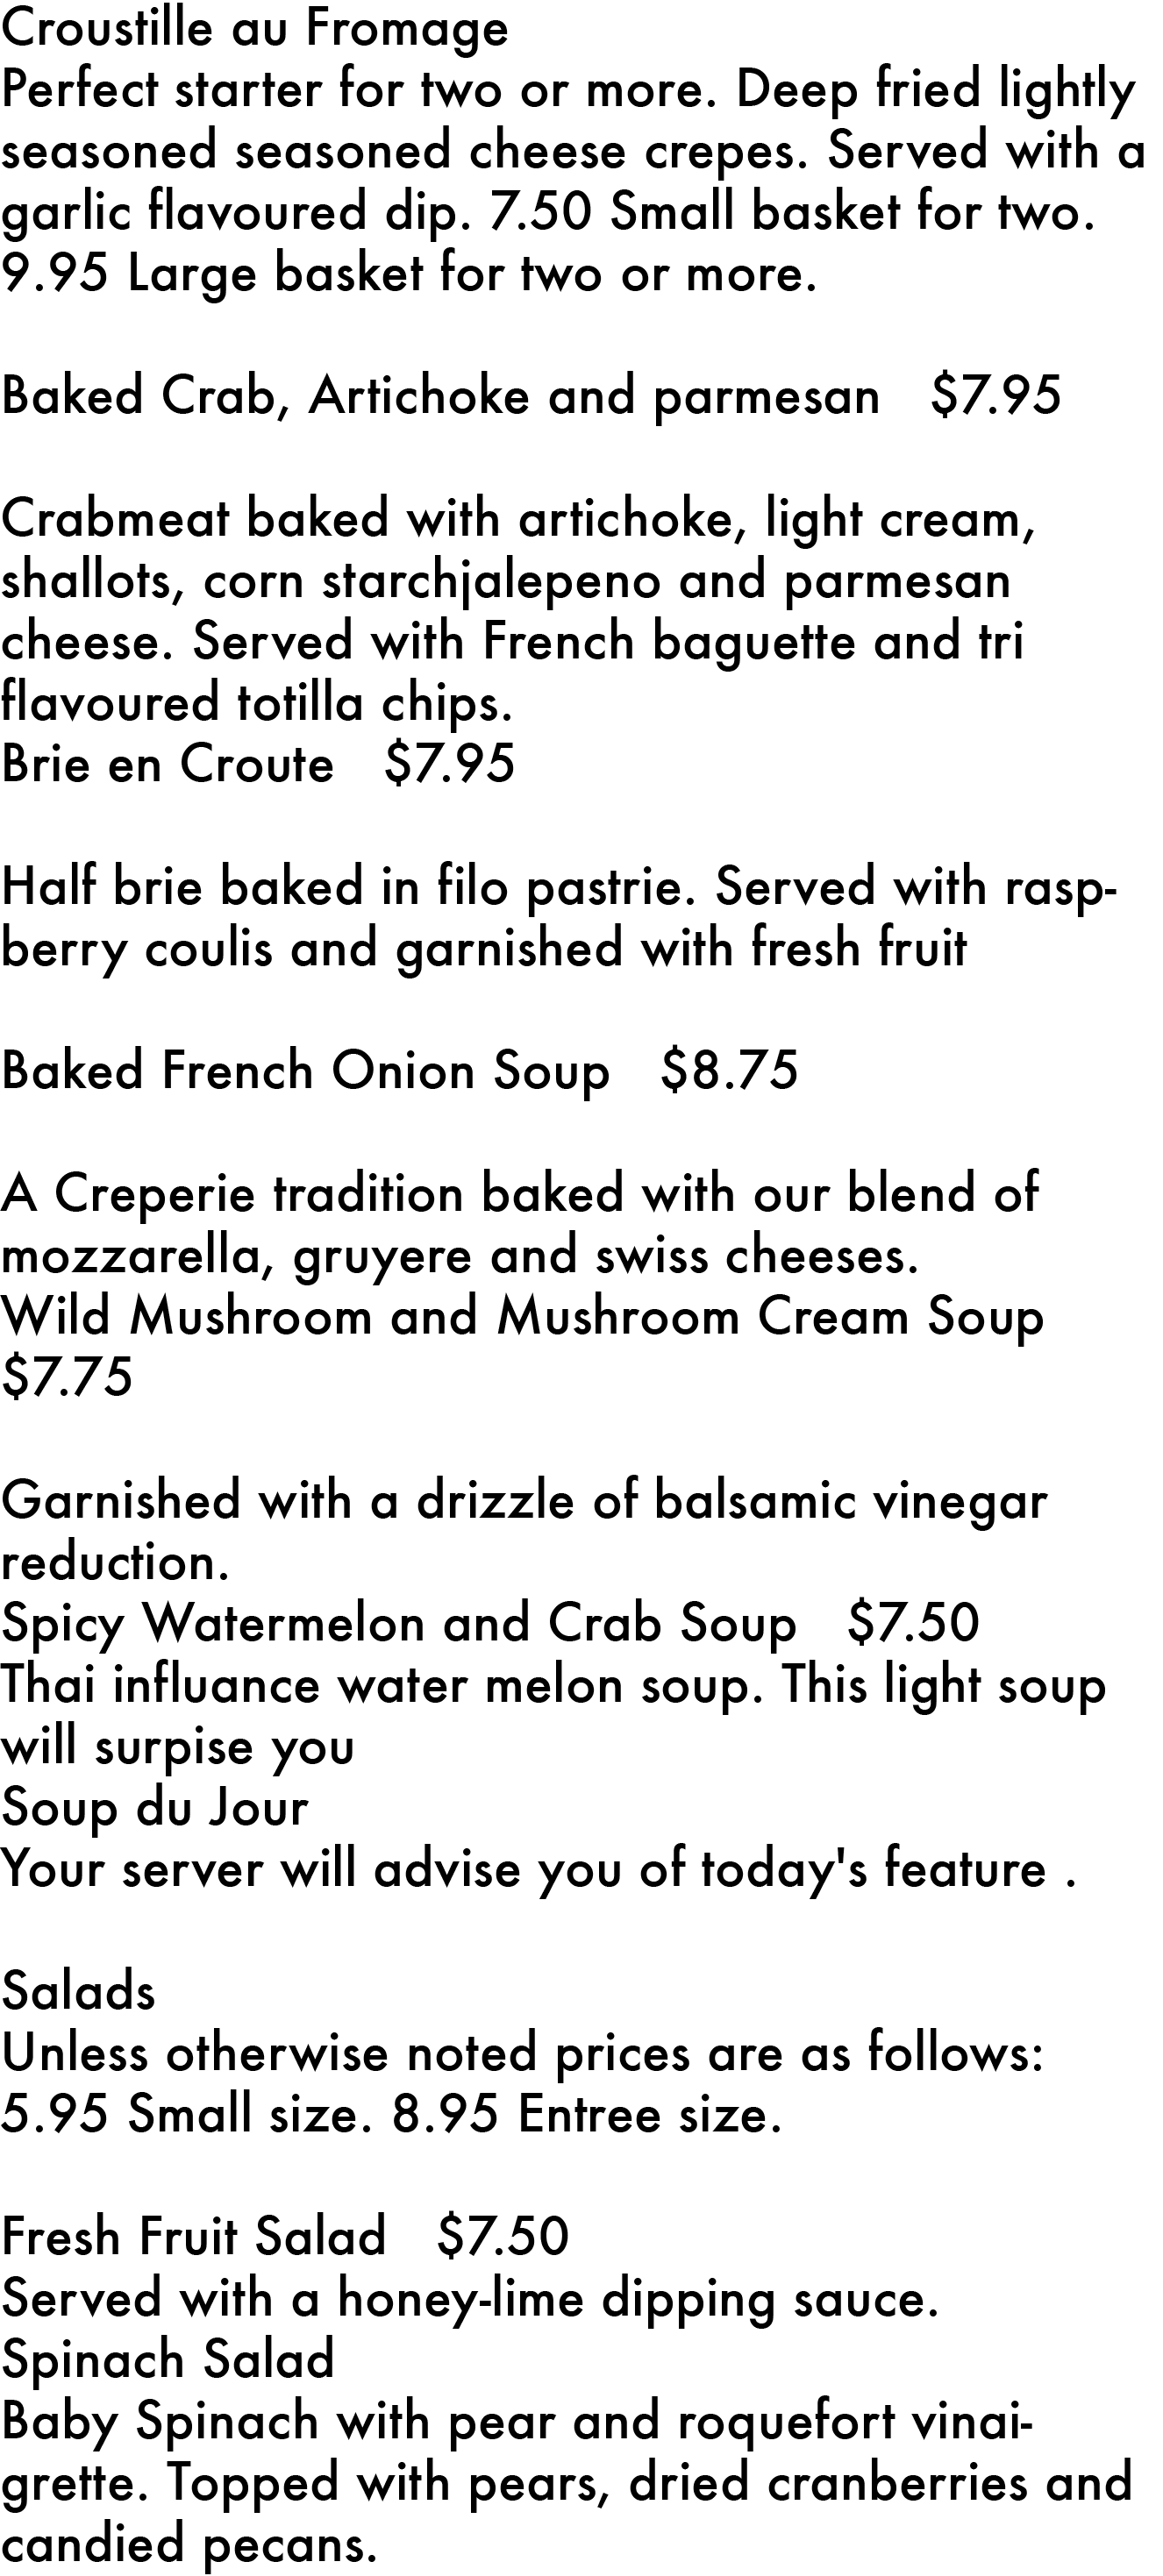 Croustille au Fromage
Perfect starter for two or more. Deep fried lightly
seasoned seasoned cheese crepes. Served with a
garlic flavoured dip. 7.50 Small basket for two.
9.95 Large basket for two or more.
Baked Crab, Artichoke and parmesan   $7.95
Crabmeat baked with artichoke, light cream,
shallots, corn starchjalepeno and parmesan
cheese. Served with French baguette and tri
flavoured totilla chips.
Brie en Croute   $7.95
Half brie baked in filo pastrie. Served with rasp-
berry coulis and garnished with fresh fruit
Baked French Onion Soup   $8.75
A Creperie tradition baked with our blend of
mozzarella, gruyere and swiss cheeses.
Wild Mushroom and Mushroom Cream Soup
$7.75
Garnished with a drizzle of balsamic vinegar
reduction.
Spicy Watermelon and Crab Soup   $7.50
Thai influance water melon soup. This light soup
will surpise you
Soup du Jour
Your server will advise you of today's feature .
Salads
Unless otherwise noted prices are as follows:
5.95 Small size. 8.95 Entree size.
Fresh Fruit Salad   $7.50
Served with a honey-lime dipping sauce.
Spinach Salad
Baby Spinach with pear and roquefort vinai-
grette. Topped with pears, dried cranberries and
candied pecans.